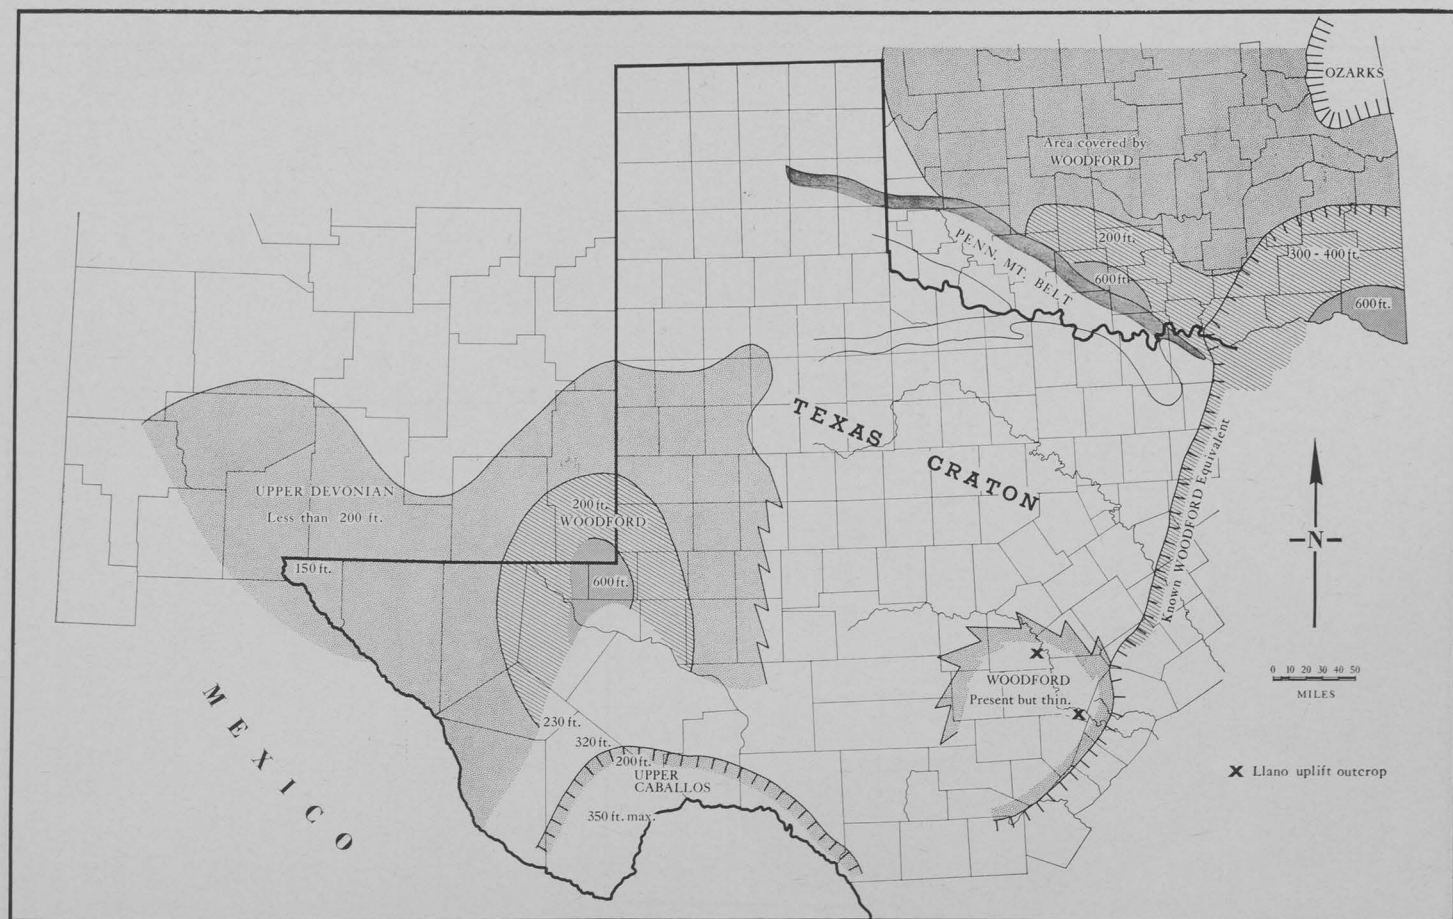 OZARKS
Area covered by
WOODFORD
200 ft.
300 - 400 ft.
PENN. MT. BELT
600 ft.
600 ft.
TEXAS
CRATON
Known WOODFORD Equivalent
UPPER DEVONIAN
Less than 200 ft.
200 ft.
WOODFORD
150 ft.
600 ft.
N
0 10 20 30 40 50
MILES
X
WOODFORD
Present but thin.
X
MEXICO
230 ft.
320 ft.
200 ft.
UPPER
CABALLOS
350 ft. max.
X Llano uplift outcrop